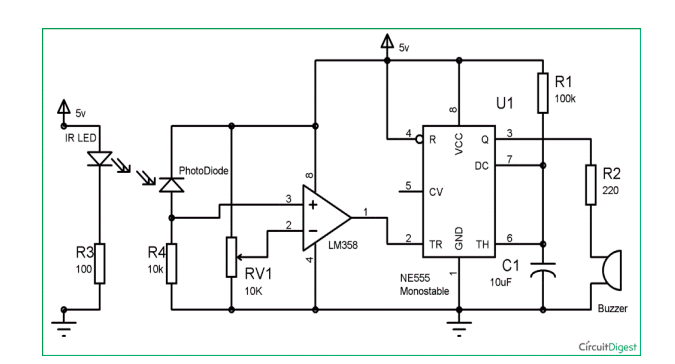 5v
5v
IR LED
PhotoDiode
R3
100
R4
10k
RV1
10K
8
3
2
1
4
LM358
U1
R1
100k
8
4
R
VCC
Q
3
DC
7
5
CV
2
TR
GND
TH
6
1
NE555
Monostable
C1
10uF
R2
220
Buzzer
CircuitDigest